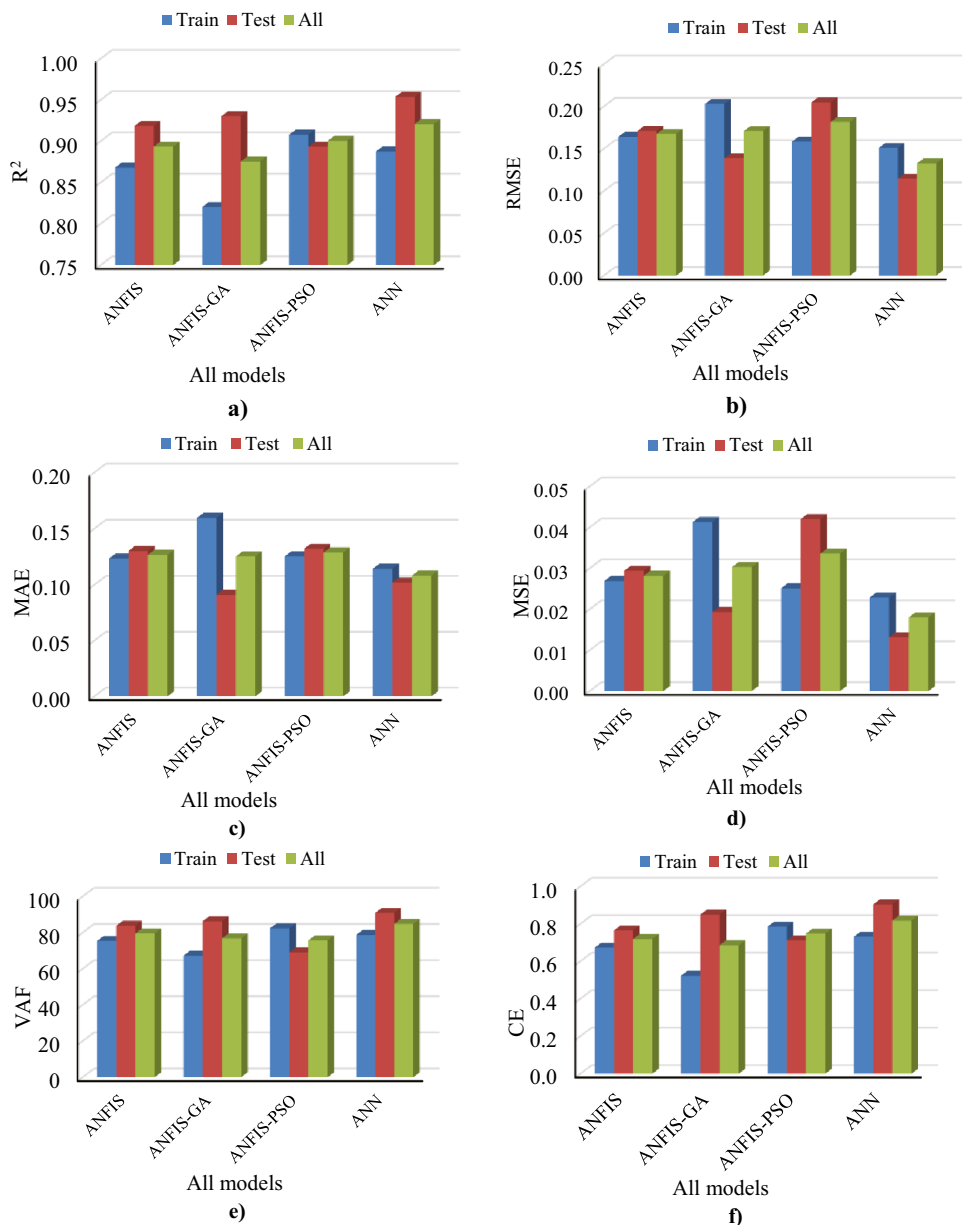 Train Test All
1.00
0.95
0.90
0.85
0.80
0.75
R²
ANFIS
ANFIS-GA
ANFIS-PSO
ANN
All models
a)
Train Test All
0.25
0.20
0.15
0.10
0.05
0.00
RMSE
ANFIS
ANFIS-GA
ANFIS-PSO
ANN
All models
b)
Train Test All
0.20
0.15
0.10
0.05
0.00
MAE
ANFIS
ANFIS-GA
ANFIS-PSO
ANN
All models
c)
Train Test All
0.05
0.04
0.03
0.02
0.01
0.00
MSE
ANFIS
ANFIS-GA
ANFIS-PSO
ANN
All models
d)
Train Test All
100
80
60
40
20
0
VAF
ANFIS
ANFIS-GA
ANFIS-PSO
ANN
All models
e)
Train Test All
1.0
0.8
0.6
0.4
0.2
0.0
CE
ANFIS
ANFIS-GA
ANFIS-PSO
ANN
All models
f)